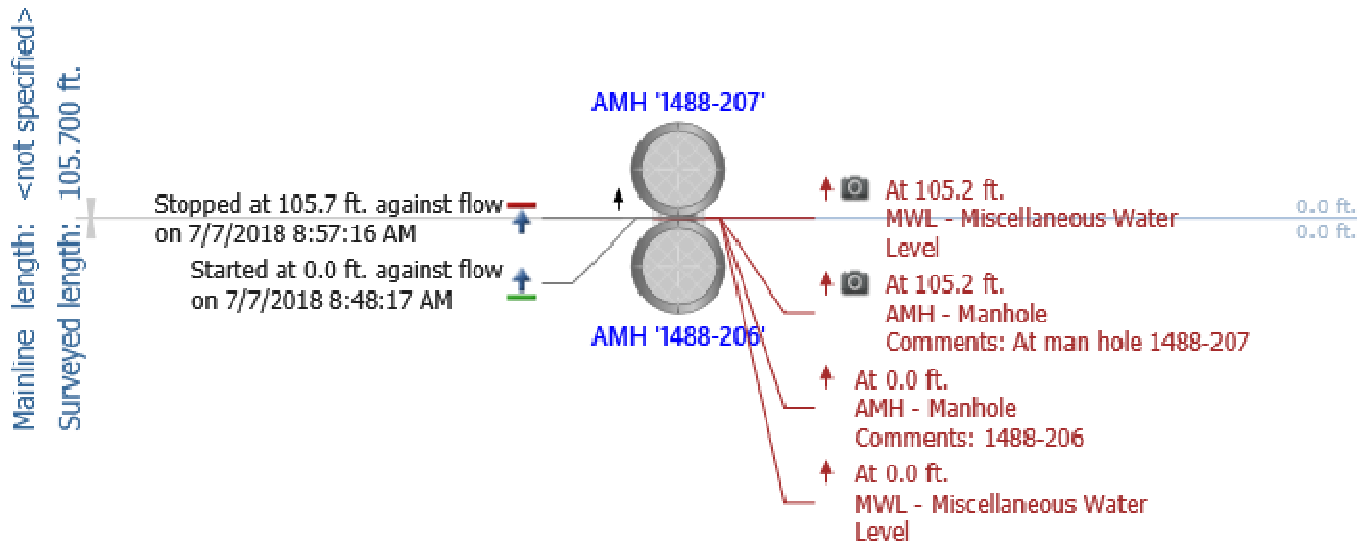 Mainline length: <not specified>
Surveyed length: 105.700 ft.
AMH '1488-207'
Stopped at 105.7 ft. against flow
on 7/7/2018 8:57:16 AM
Started at 0.0 ft. against flow
on 7/7/2018 8:48:17 AM
AMH '1488-206'
At 105.2 ft.
MWL - Miscellaneous Water
Level
0.0 ft.
0.0 ft.
At 105.2 ft.
AMH - Manhole
Comments: At man hole 1488-207
At 0.0 ft.
AMH - Manhole
Comments: 1488-206
At 0.0 ft.
MWL - Miscellaneous Water
Level